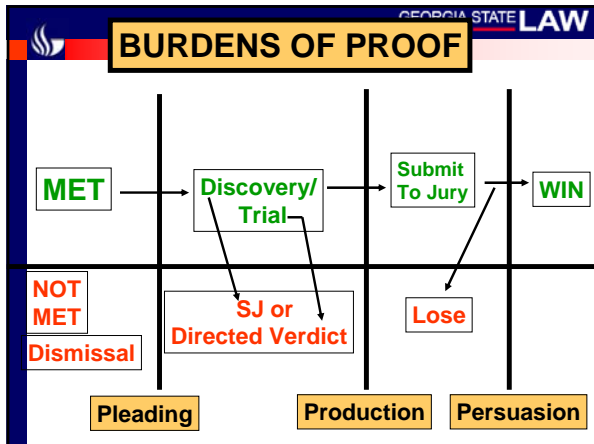 GEORGIA STATE LAW
BURDENS OF PROOF
MET
Discovery/
Trial
Submit
To Jury
WIN
NOT
MET
Dismissal
SJ or
Directed Verdict
Lose
Pleading
Production
Persuasion